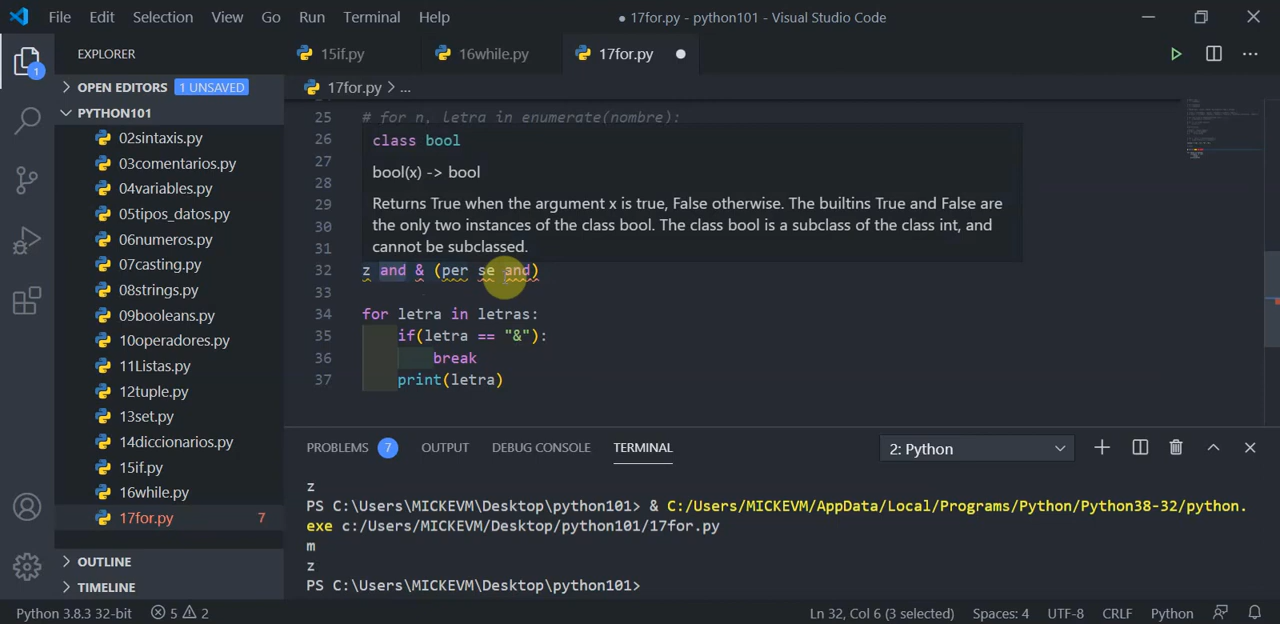 File Edit Selection View Go Run Terminal Help
● 17for.py - python101 - Visual Studio Code
EXPLORER
15if.py
16while.py
17for.py
OPEN EDITORS 1 UNSAVED
17for.py > ...
PYTHON101
02sintaxis.py
03comentarios.py
04variables.py
05tipos_datos.py
06numeros.py
07casting.py
08strings.py
09booleans.py
10operadores.py
11Listas.py
12tuple.py
13set.py
14diccionarios.py
15if.py
16while.py
17for.py 7
OUTLINE
TIMELINE
1
25 # for n, letra in enumerate(nombre):
26
27
28
29
30
31
class bool
bool(x) -> bool
Returns True when the argument x is true, False otherwise. The builtins True and False are
the only two instances of the class bool. The class bool is a subclass of the class int, and
cannot be subclassed.
32 z and & (per se and)
33
34 for letra in letras:
35 if(letra == "&"):
36 break
37 print(letra)
PROBLEMS 7 OUTPUT DEBUG CONSOLE TERMINAL 2: Python
z
PS C:\Users\MICKEVM\Desktop\python101> & C:/Users/MICKEVM/AppData/Local/Programs/Python/Python38-32/python.
exe c:/Users/MICKEVM/Desktop/python101/17for.py
m
z
PS C:\Users\MICKEVM\Desktop\python101>
Python 3.8.3 32-bit 5 2 Ln 32, Col 6 (3 selected) Spaces: 4 UTF-8 CRLF Python